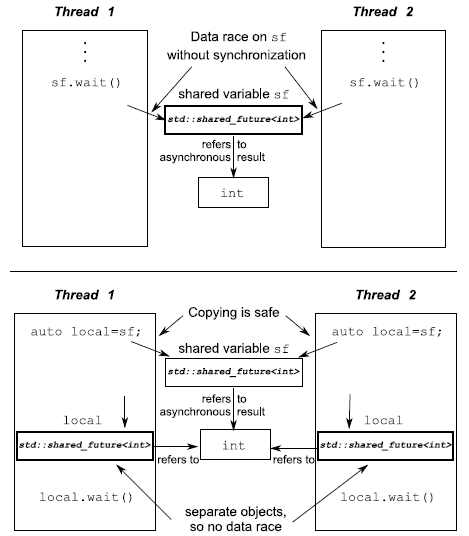 Thread 1
Thread 2
Data race on sf
without synchronization
sf.wait()
sf.wait()
shared variable sf
std::shared_future<int>
refers to
asynchronous result
int
Thread 1
Thread 2
auto local=sf;
Copying is safe
auto local=sf;
shared variable sf
std::shared_future<int>
refers to
asynchronous result
local
local
std::shared_future<int>
int
std::shared_future<int>
refers to
refers to
local.wait()
local.wait()
separate objects,
so no data race